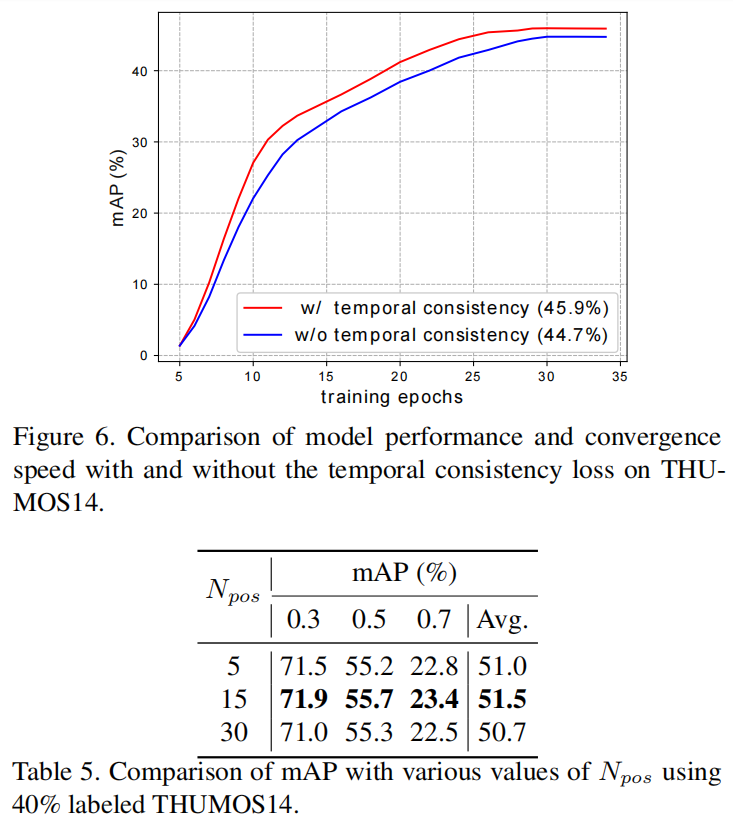 40
30
20
10
0
mAP (%)
w/ temporal consistency (45.9%)
w/o temporal consistency (44.7%)
5 10 15 20 25 30 35
training epochs
Figure 6. Comparison of model performance and convergence
speed with and without the temporal consistency loss on THU-
MOS14.
N_pos mAP (%)
0.3 0.5 0.7 Avg.
5 71.5 55.2 22.8 51.0
15 71.9 55.7 23.4 51.5
30 71.0 55.3 22.5 50.7
Table 5. Comparison of mAP with various values of N_pos using
40% labeled THUMOS14.